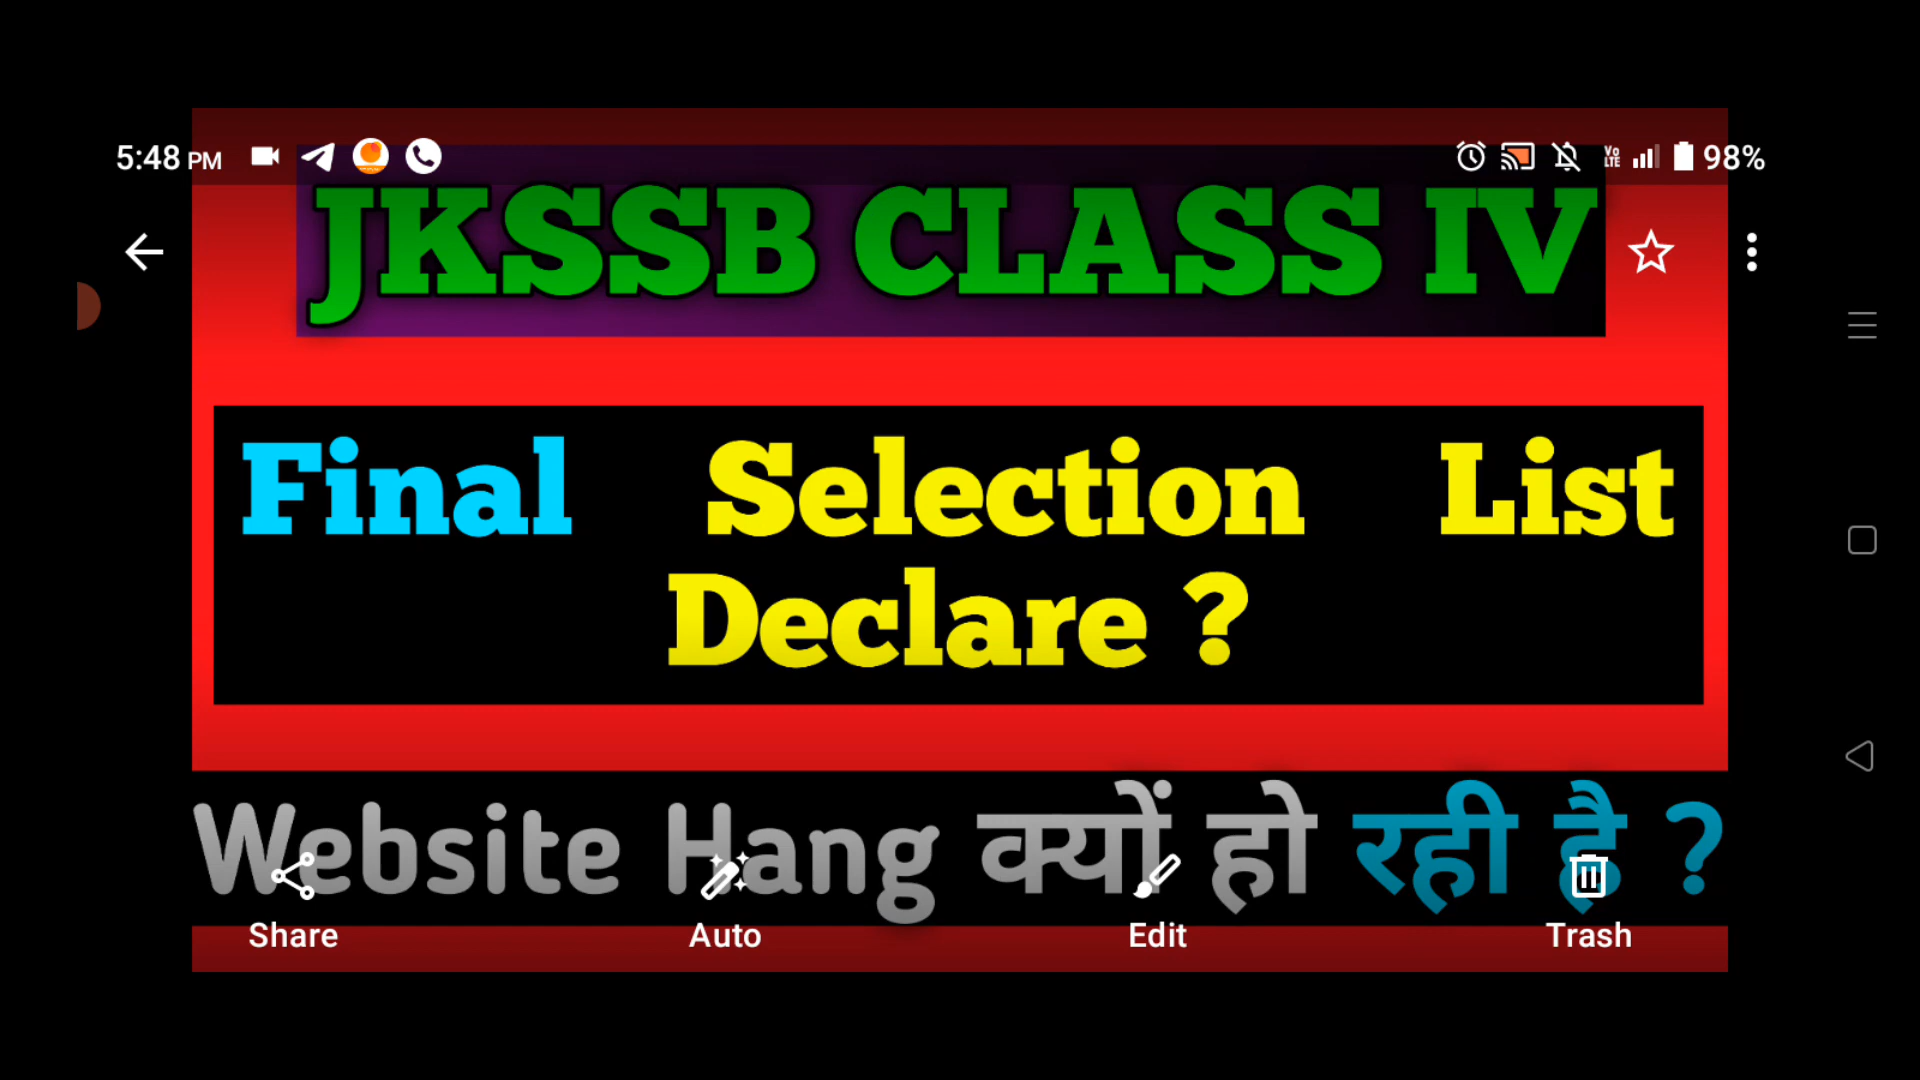 5:48 PM 98%
JKSSB CLASS IV
Final Selection List
Declare ?
Website Hang क्यों हो रही है ?
Share Auto Edit Trash